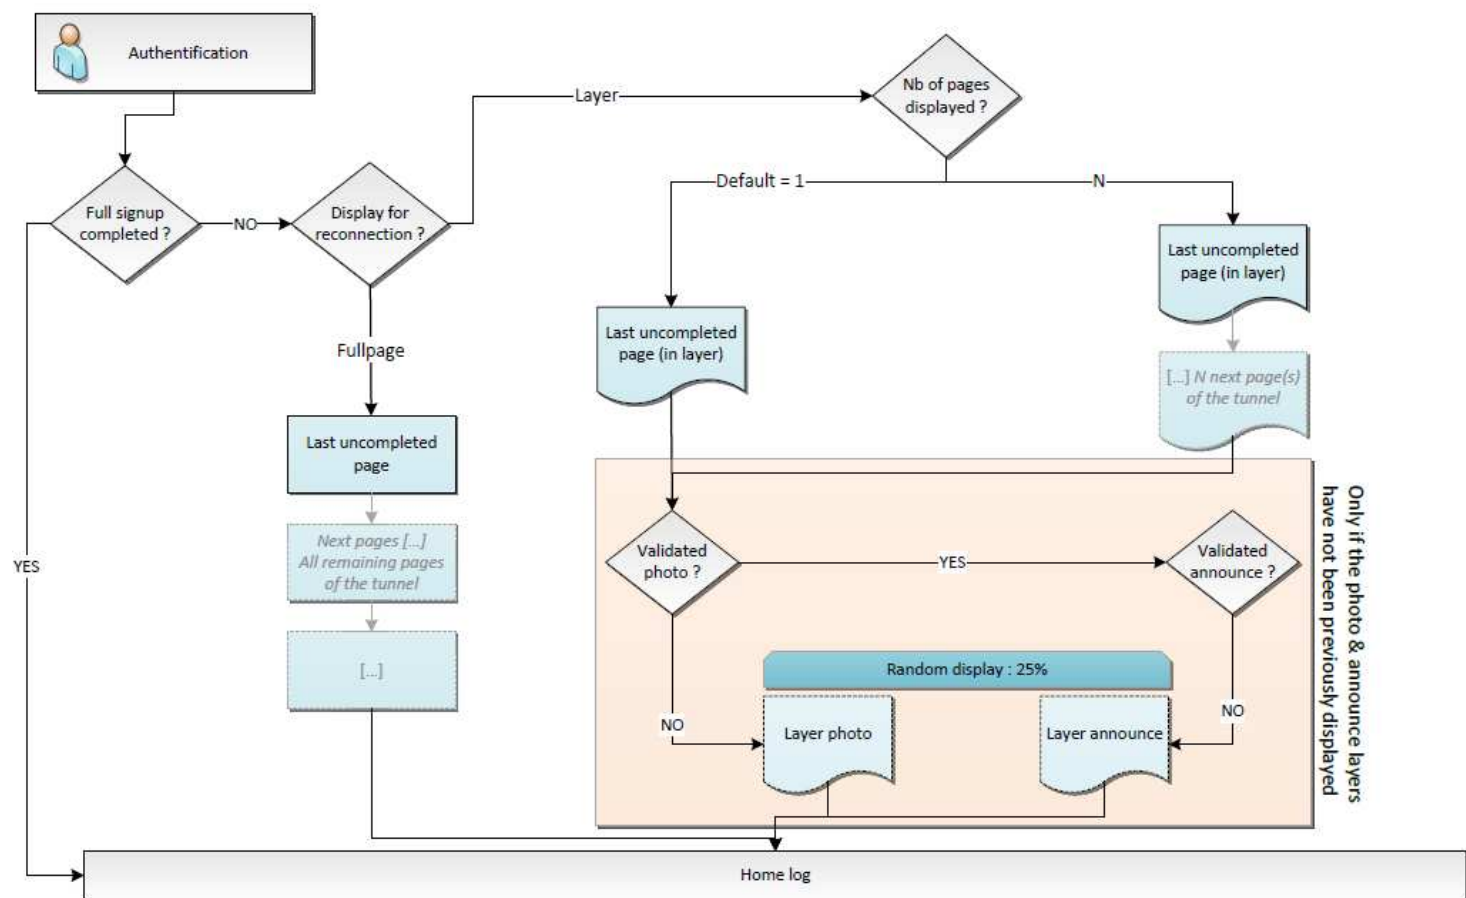 Authentification
Full signup
completed ?
NO
Display for
reconnection ?
Layer
Nb of pages
displayed ?
Default = 1
N
Last uncompleted
page (in layer)
[...] N next page(s)
of the tunnel
Last uncompleted
page (in layer)
Fullpage
Last uncompleted
page
Next pages [...]
All remaining pages
of the tunnel
[...]
YES
Validated
photo ?
YES
Validated
announce ?
Random display : 25%
NO
Layer photo
Layer announce
NO
Only if the photo & announce layers
have not been previously displayed
Home log